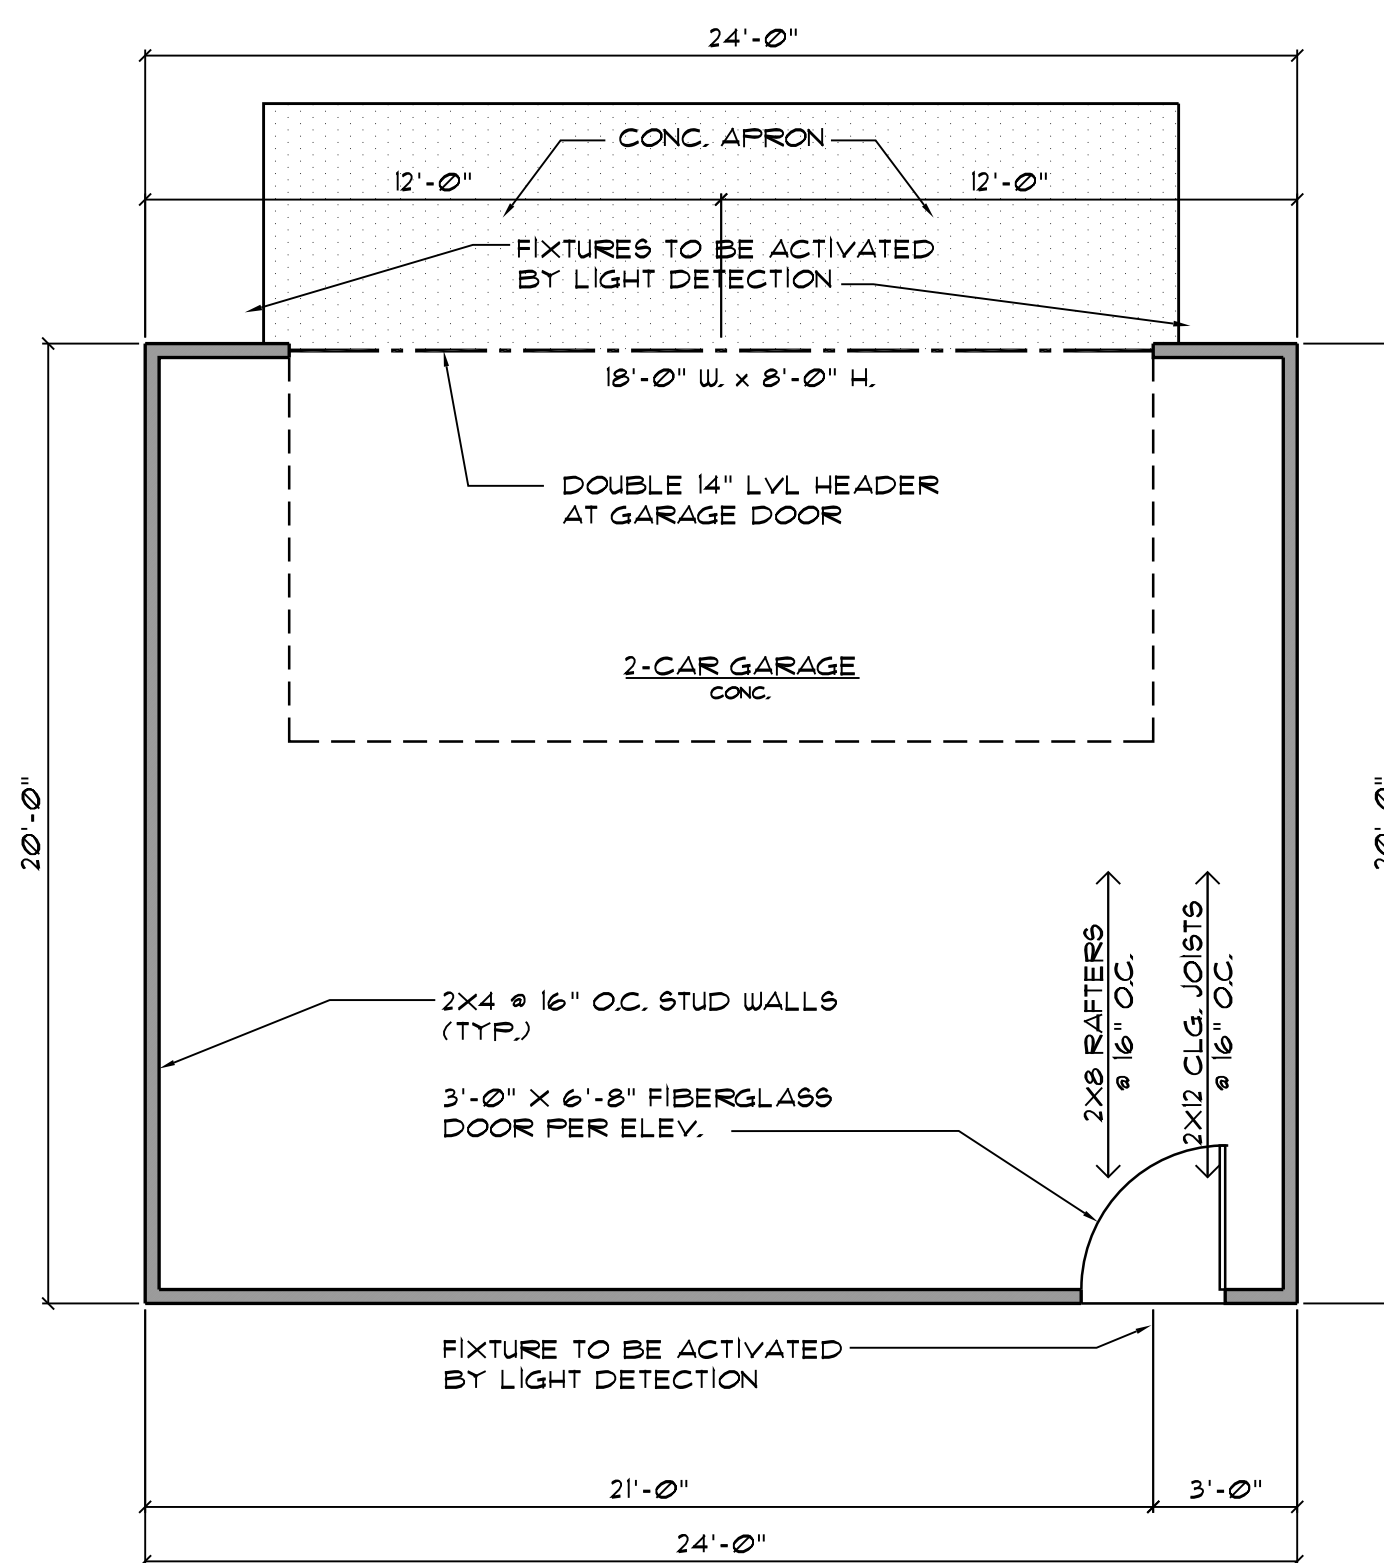 24'-0"
CONC. APRON
12'-0"
12'-0"
FIXTURES TO BE ACTIVATED
BY LIGHT DETECTION
18'-0" W. x 8'-0" H.
DOUBLE 14" LVL HEADER
AT GARAGE DOOR
2-CAR GARAGE
CONC.
20'-0"
20'-0"
2X8 RAFTERS
@ 16" O.C.
2X12 CLG. JOISTS
@ 16" O.C.
2X4 @ 16" O.C. STUD WALLS
(TYP.)
3'-0" X 6'-8" FIBERGLASS
DOOR PER ELEV.
FIXTURE TO BE ACTIVATED
BY LIGHT DETECTION
21'-0"
3'-0"
24'-0"